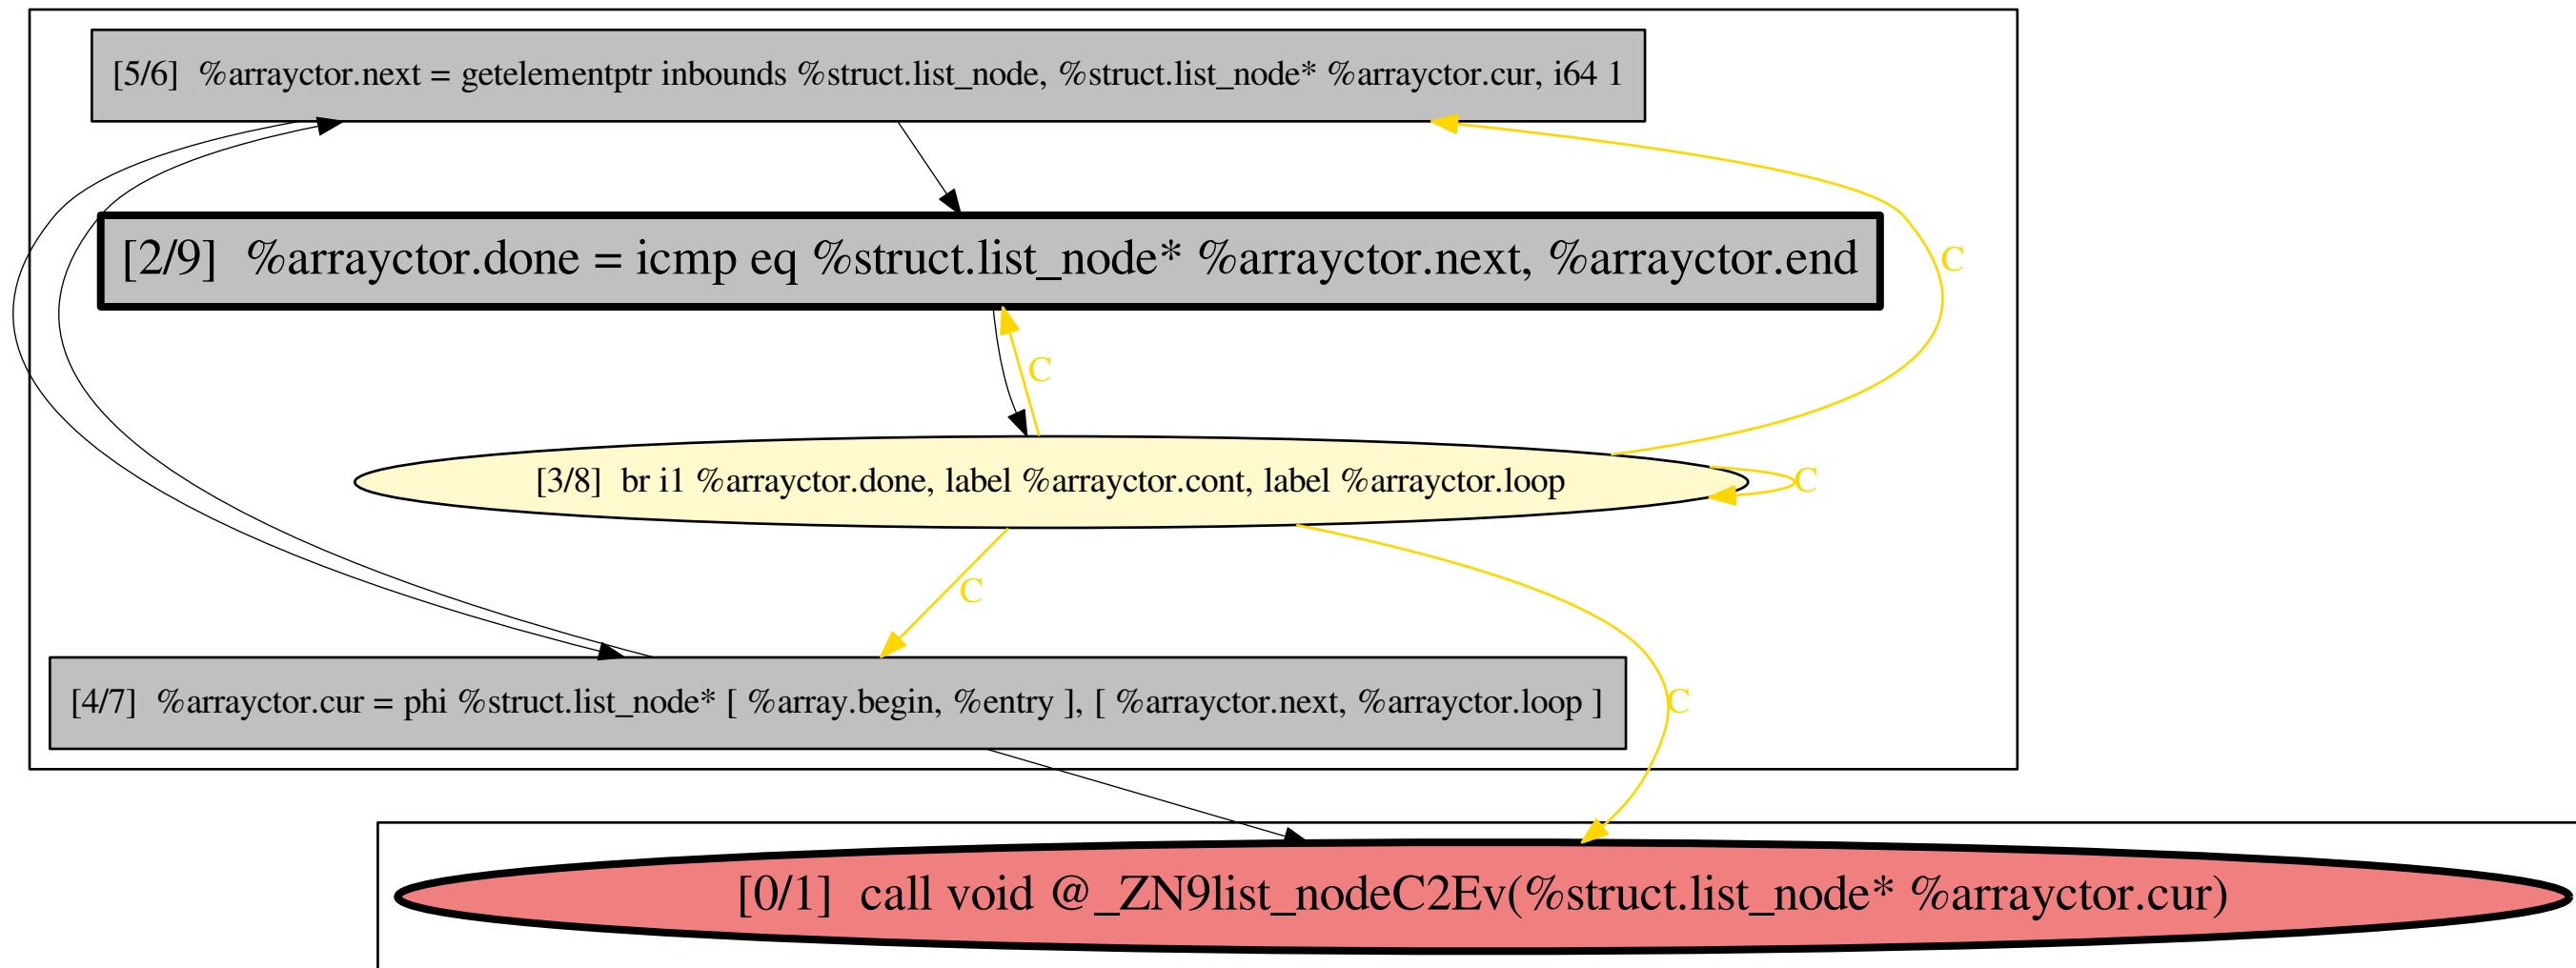 [5/6]  %arrayctor.next = getelementptr inbounds %struct.list_node, %struct.list_node* %arrayctor.cur, i64 1
[2/9]  %arrayctor.done = icmp eq %struct.list_node* %arrayctor.next, %arrayctor.end
C
C
[3/8]  br i1 %arrayctor.done, label %arrayctor.cont, label %arrayctor.loop
C
C
[4/7]  %arrayctor.cur = phi %struct.list_node* [ %array.begin, %entry ], [ %arrayctor.next, %arrayctor.loop ]
C
[0/1]  call void @_ZN9list_nodeC2Ev(%struct.list_node* %arrayctor.cur)